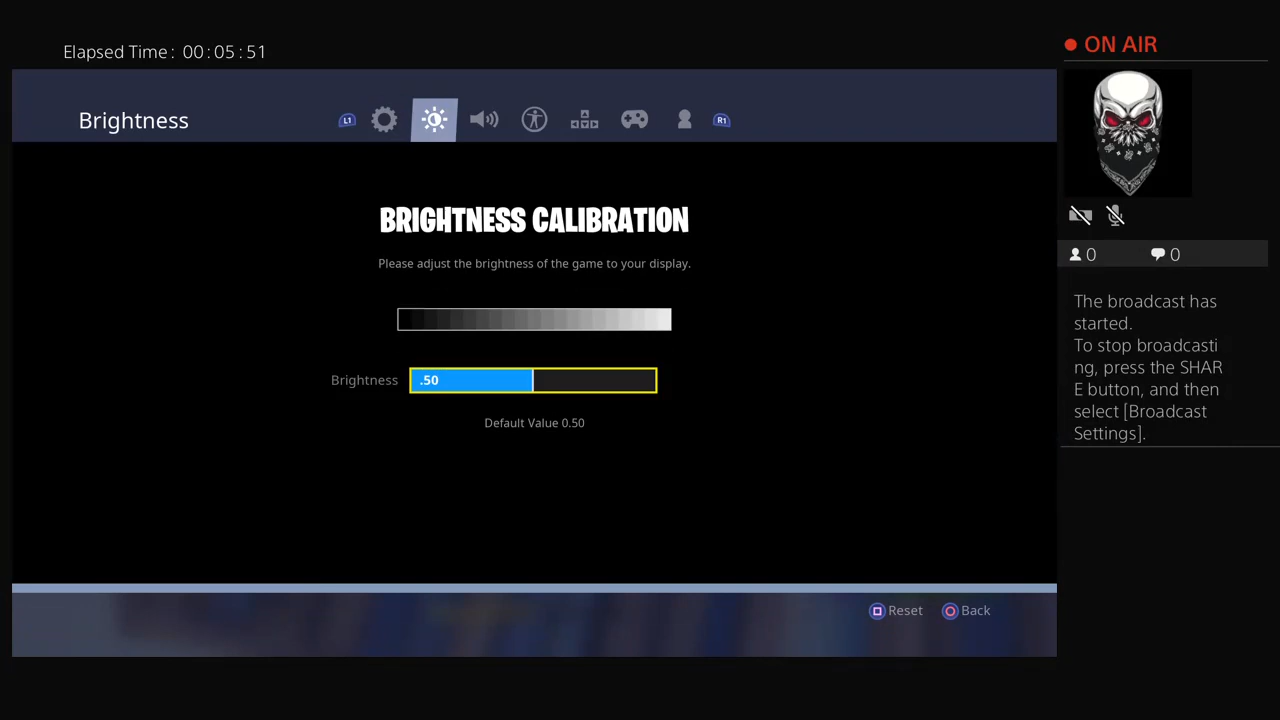 Elapsed Time: 00:05:51
ON AIR
Brightness
L1
R1
BRIGHTNESS CALIBRATION
Please adjust the brightness of the game to your display.
Brightness
.50
Default Value 0.50
Reset
Back
0
0
The broadcast has
started.
To stop broadcasti
ng, press the SHAR
E button, and then
select [Broadcast
Settings].